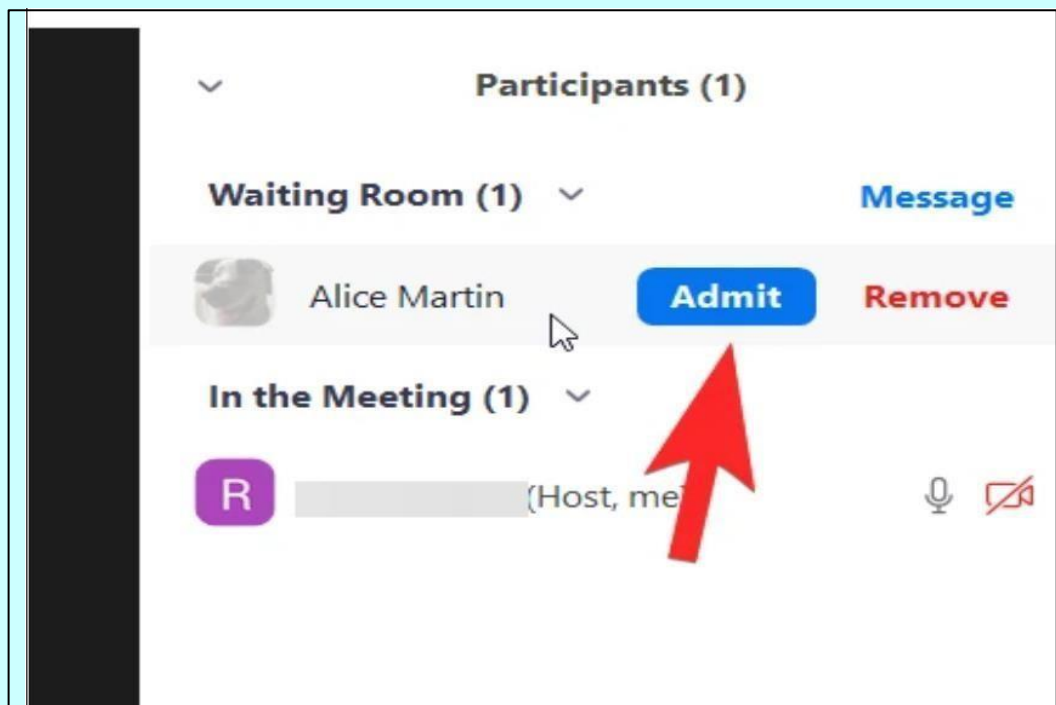 Participants (1)
Waiting Room (1) Message
Alice Martin Admit Remove
In the Meeting (1)
R (Host, me)